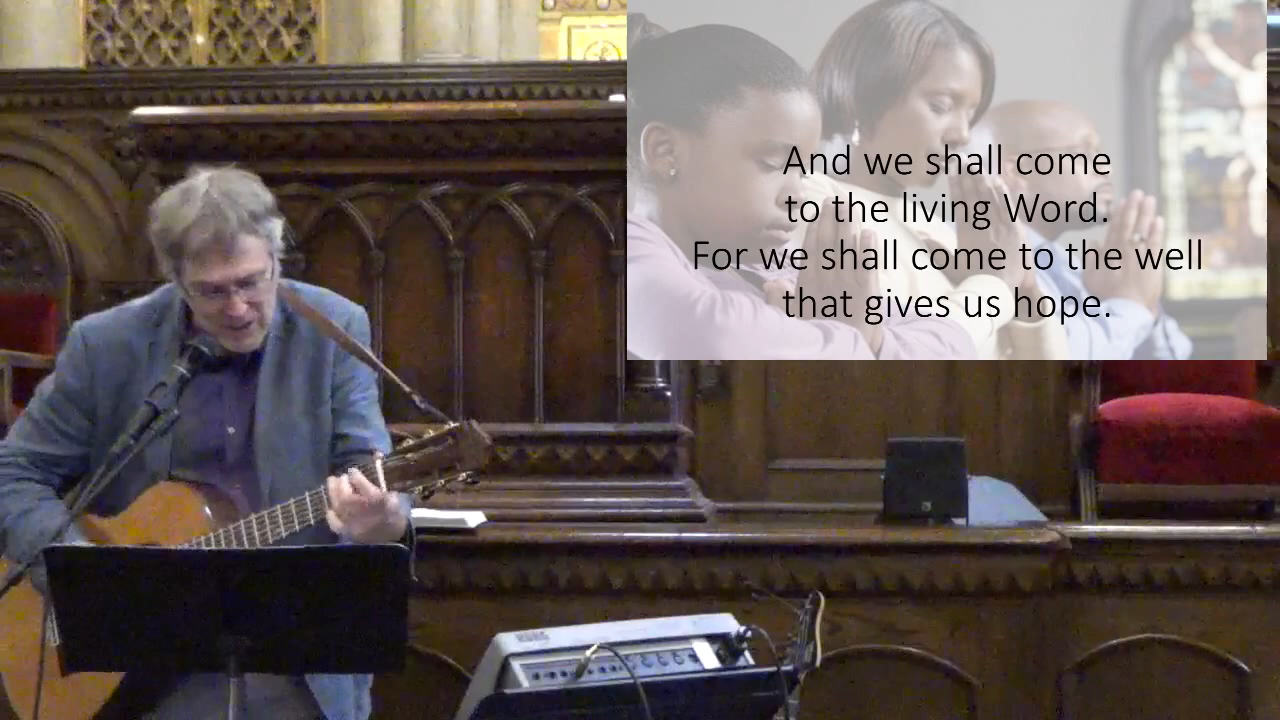 And we shall come
to the living Word.
For we shall come to the well
that gives us hope.
KORG